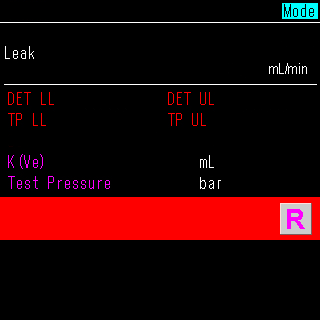 Mode
Leak
mL/min
DET LL DET UL
TP LL TP UL
K(Ve) mL
Test Pressure bar
R